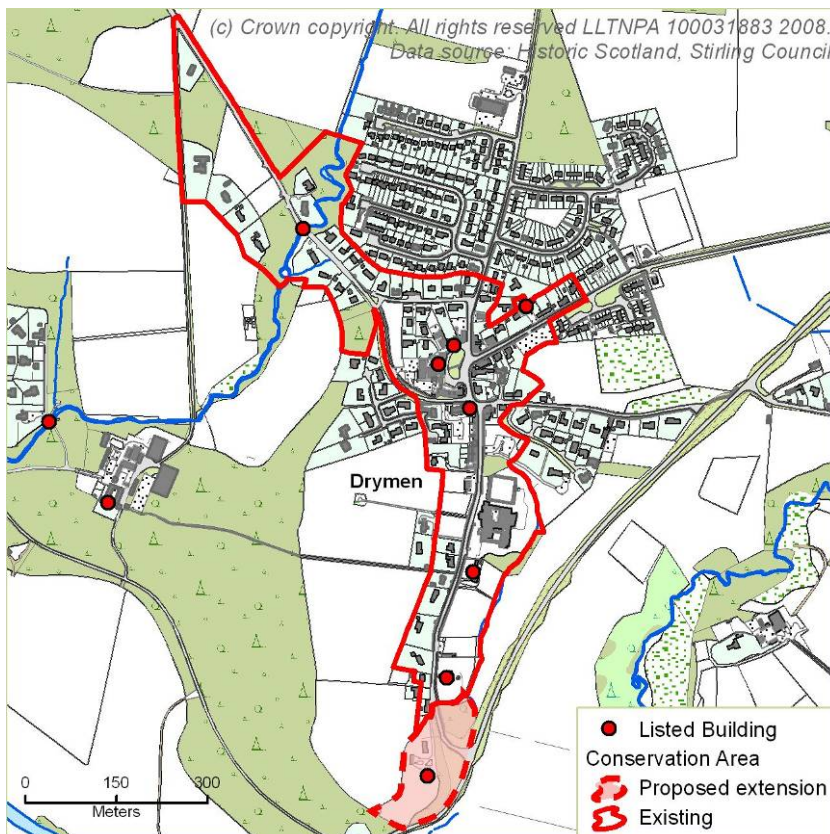 (c) Crown copyright. All rights reserved LLTNPA 100031883 2008.
Data source: Historic Scotland, Stirling Council
Drymen
Listed Building
Conservation Area
Proposed extension
Existing
0 150 300
Meters